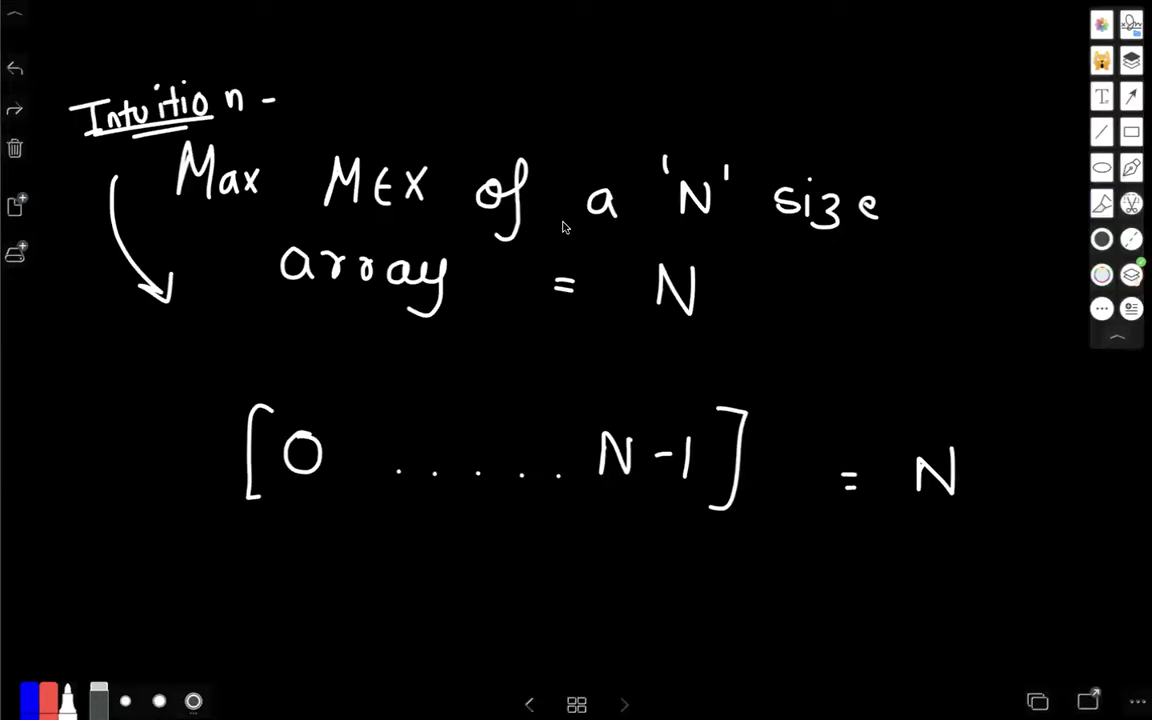 Intuition -
Max MEX of a 'N' size
array = N
[0 ..... N-1] = N